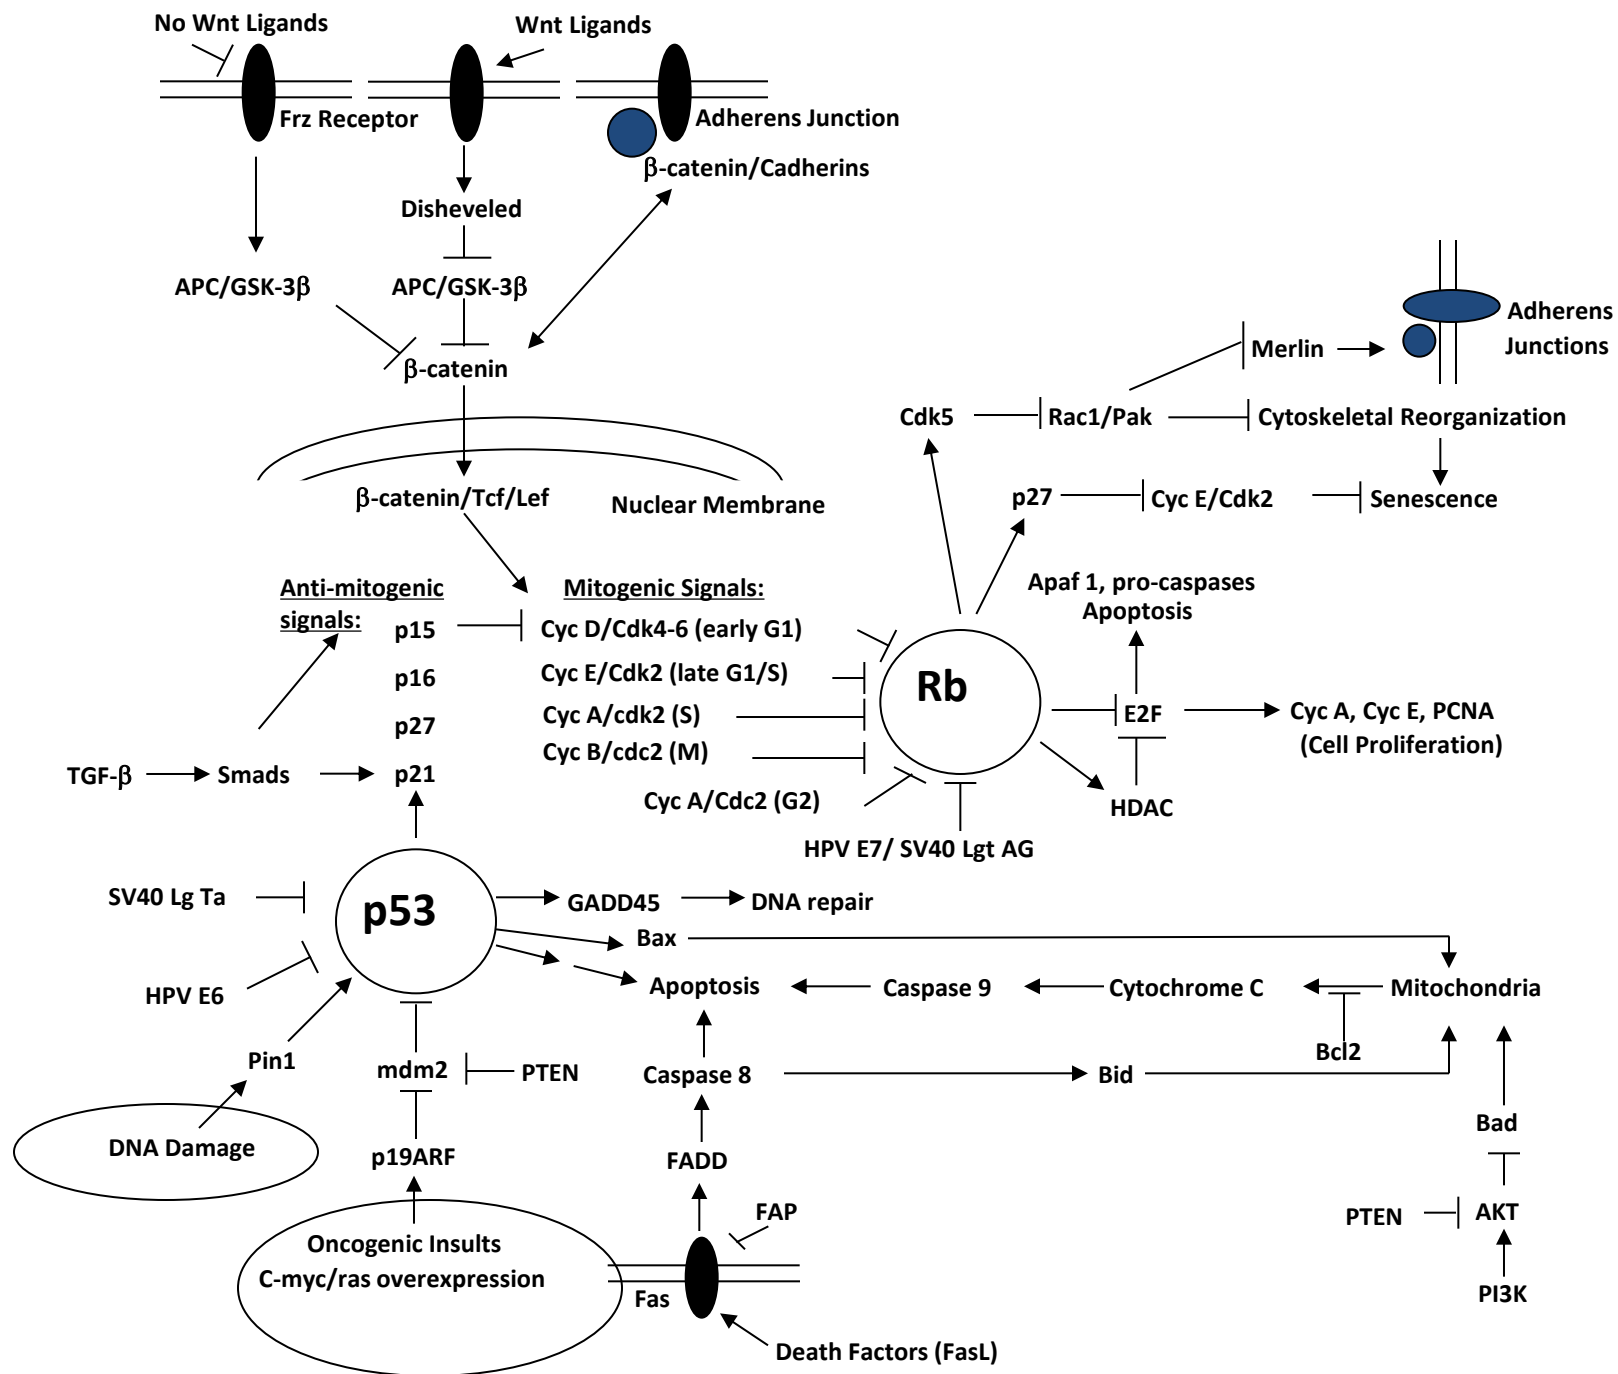 No Wnt Ligands
Wnt Ligands
Frz Receptor
Adherens Junction
β-catenin/Cadherins
Disheveled
APC/GSK-3β
APC/GSK-3β
β-catenin
Adherens
Junctions
Merlin
Cdk5
Rac1/Pak
Cytoskeletal Reorganization
β-catenin/Tcf/Lef
Nuclear Membrane
p27
Cyc E/Cdk2
Senescence
Anti-mitogenic
signals:
p15
p16
p27
p21
Mitogenic Signals:
Cyc D/Cdk4-6 (early G1)
Cyc E/Cdk2 (late G1/S)
Cyc A/cdk2 (S)
Cyc B/cdc2 (M)
Cyc A/Cdc2 (G2)
HPV E7/ SV40 Lgt AG
Rb
Apaf 1, pro-caspases
Apoptosis
E2F
Cyc A, Cyc E, PCNA
(Cell Proliferation)
HDAC
TGF-β
Smads
SV40 Lg Ta
p53
GADD45
DNA repair
Bax
HPV E6
Apoptosis
Caspase 9
Cytochrome C
Mitochondria
Bcl2
Pin1
mdm2
PTEN
Caspase 8
Bid
Bad
DNA Damage
p19ARF
FADD
FAP
PTEN
AKT
Oncogenic Insults
C-myc/ras overexpression
Fas
PI3K
Death Factors (FasL)